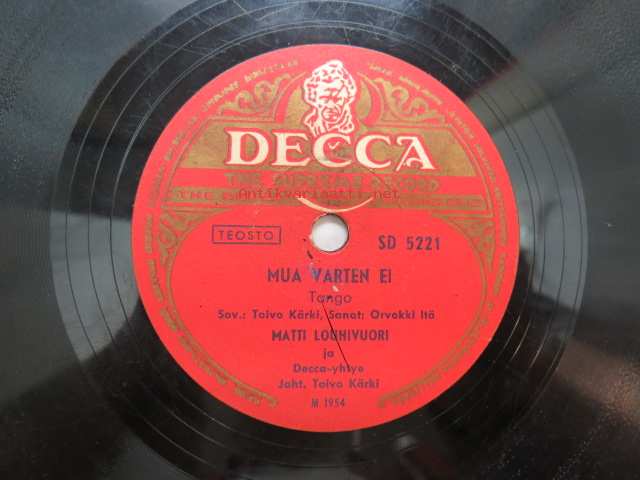 DECCA
THE SUPREME RECORD
Antikvariaatti.net
TEOSTO
SD 5221
MUA VARTEN EI
Tango
Sov.: Toivo Kärki, Sanat: Orvokki Itä
MATTI LOUHIVUORI
ja
Decca-yhtye
Joht. Toivo Kärki
M 1954